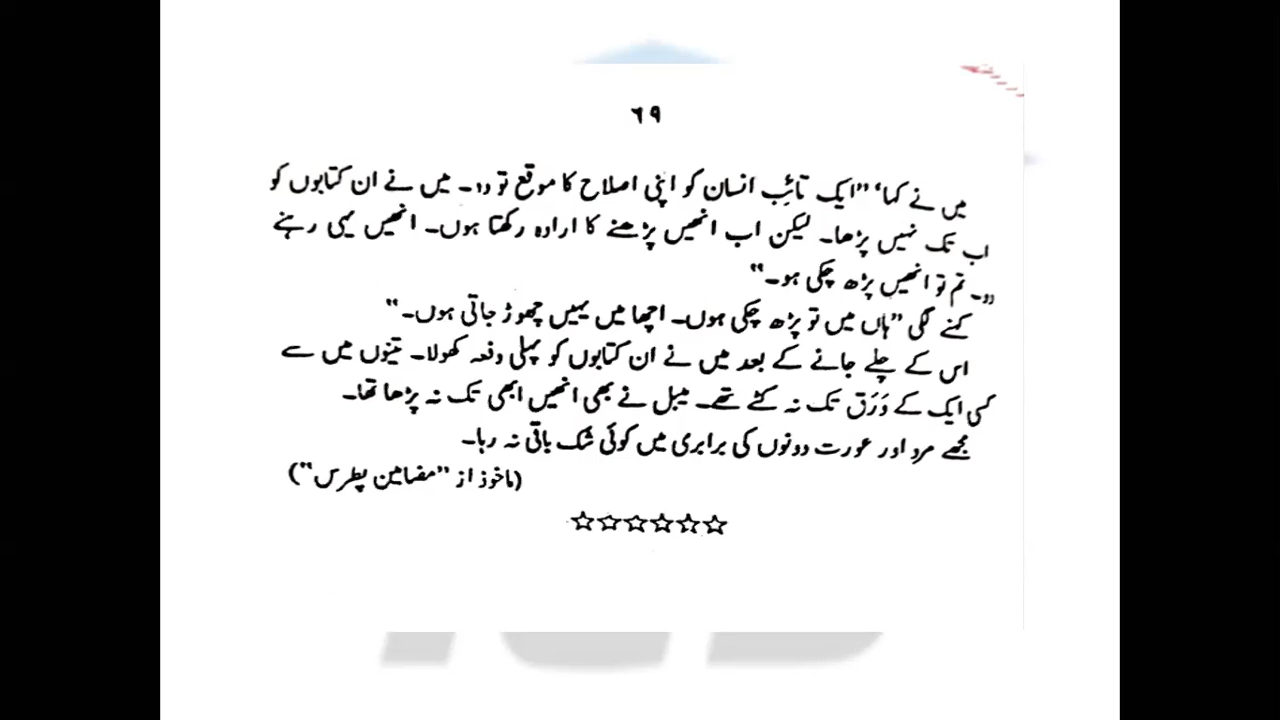 ۶۹
میں نے کہا، "ایک تائِب انسان کو اپنی اصلاح کا موقع تو دو۔ میں نے ان کتابوں کو
اب تک نہیں پڑھا۔ لیکن اب انھیں پڑھنے کا ارادہ رکھتا ہوں۔ انھیں یہی رہنے
دو۔ تم تو انھیں پڑھ چکی ہو۔"
کہنے لگی "ہاں میں تو پڑھ چکی ہوں۔ اچھا میں یہیں چھوڑ جاتی ہوں۔"
اس کے چلے جانے کے بعد میں نے ان کتابوں کو پہلی دفعہ کھولا۔ تینوں میں سے
کسی ایک کے وَرَق تک نہ کٹے تھے۔ میبل نے بھی انھیں ابھی تک نہ پڑھا تھا۔
مجھے مرد اور عورت دونوں کی برابری میں کوئی شک باقی نہ رہا۔
(ماخوذ از "مضامین پطرس")
☆☆☆☆☆☆